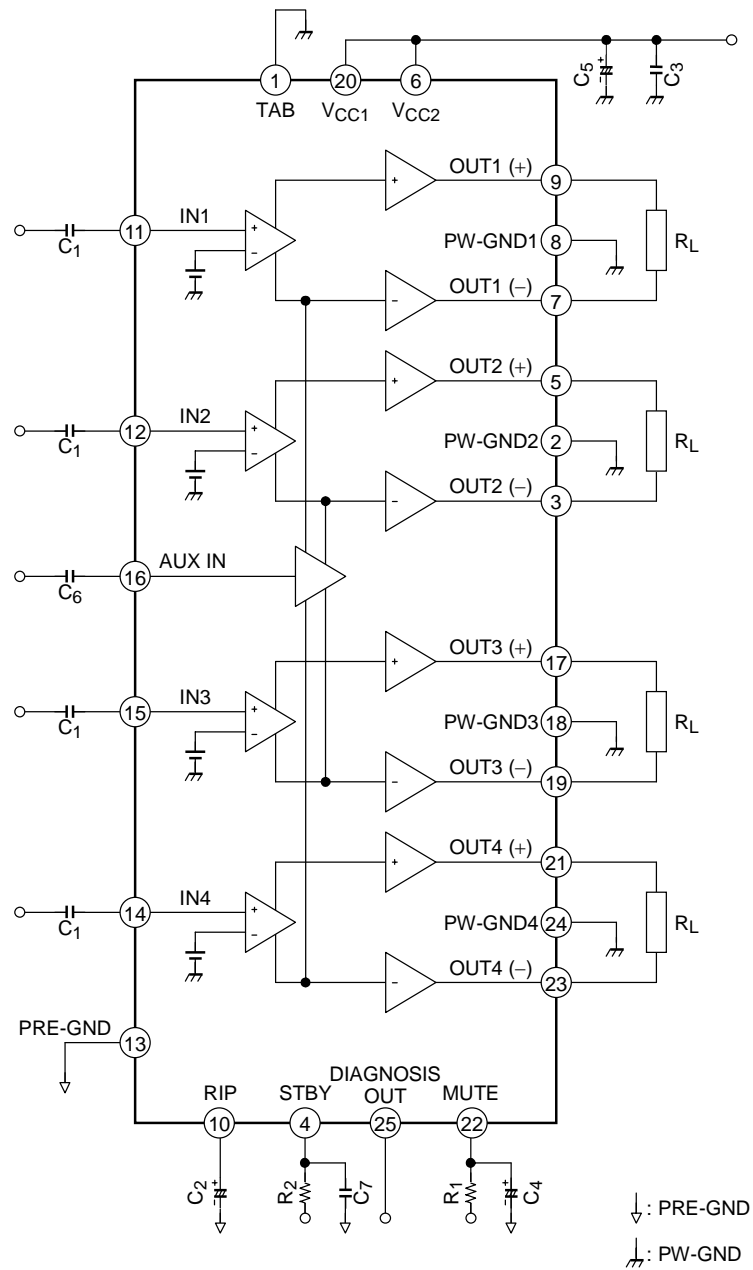 1 20 6
TAB VCC1 VCC2
C5 C3
- + 
OUT1 (+) 9
+
IN1
C1 11
+
-
PW-GND1 8
RL
OUT1 (−) 7
-
OUT2 (+) 5
+
IN2
C1 12
+
-
PW-GND2 2
RL
OUT2 (−) 3
-
AUX IN
C6 16
OUT3 (+) 17
+
IN3
C1 15
+
-
PW-GND3 18
RL
OUT3 (−) 19
-
OUT4 (+) 21
+
IN4
C1 14
+
-
PW-GND4 24
RL
OUT4 (−) 23
-
PRE-GND
13
RIP STBY DIAGNOSIS OUT MUTE
10 4 25 22
C2 - + R2 C7 R1 - + C4
: PRE-GND
: PW-GND